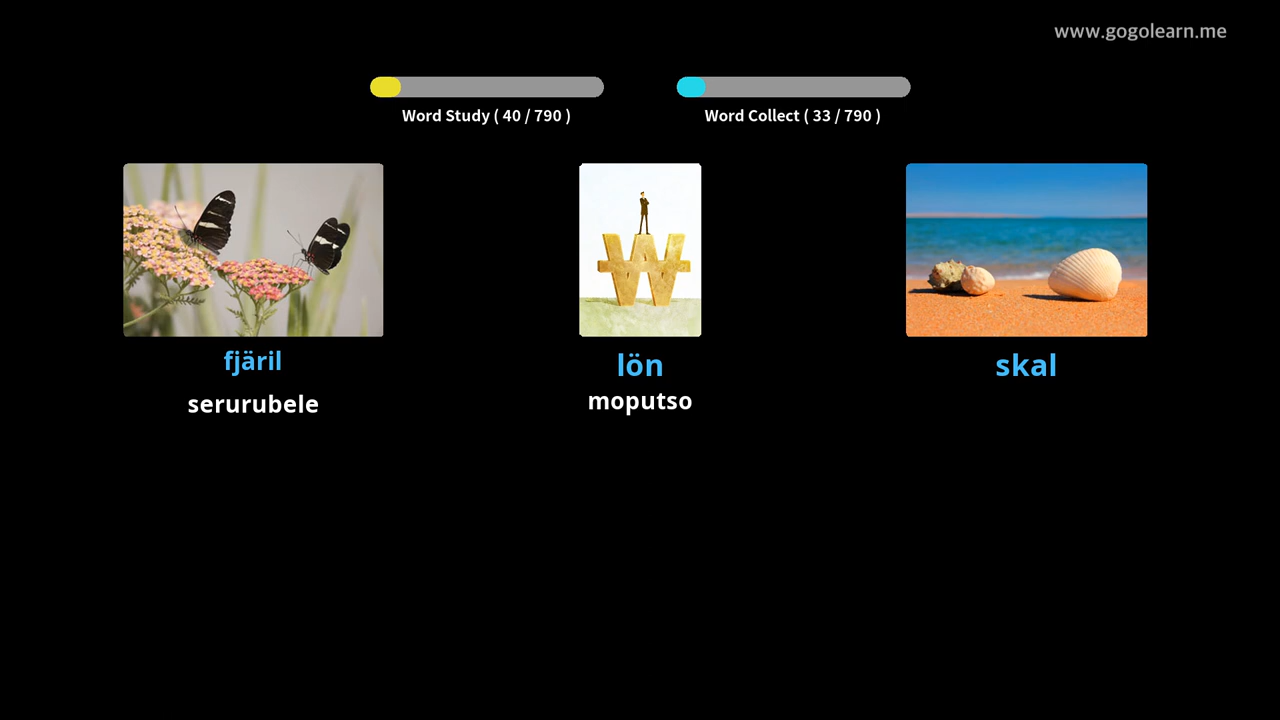 www.gogolearn.me
Word Study ( 40 / 790 )
Word Collect ( 33 / 790 )
fjäril
lön
skal
serurubele
moputso